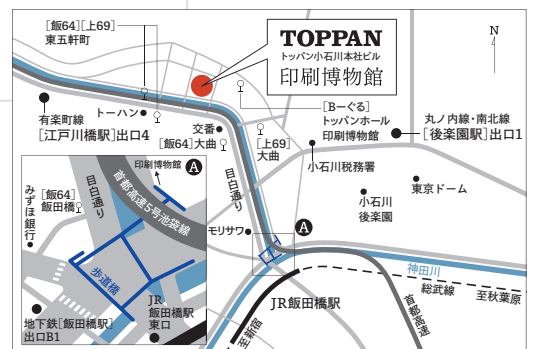 [飯64][上69]
東五軒町
TOPPAN
トッパン小石川本社ビル
印刷博物館
N
有楽町線
[江戸川橋駅]出口4
トーハン
交番
[飯64]大曲
[上69]
大曲
[Bーぐる]
トッパンホール
印刷博物館
丸ノ内線・南北線
[後楽園駅]出口1
小石川税務署
東京ドーム
小石川
後楽園
目白通り
モリサワ
A
神田川
総武線
至秋葉原
首都高速
JR飯田橋駅
至新宿
印刷博物館
A
首都高速5号池袋線
目白通り
[飯64]
飯田橋
みずほ銀行
歩道橋
JR
飯田橋駅
東口
地下鉄[飯田橋駅]
出口B1